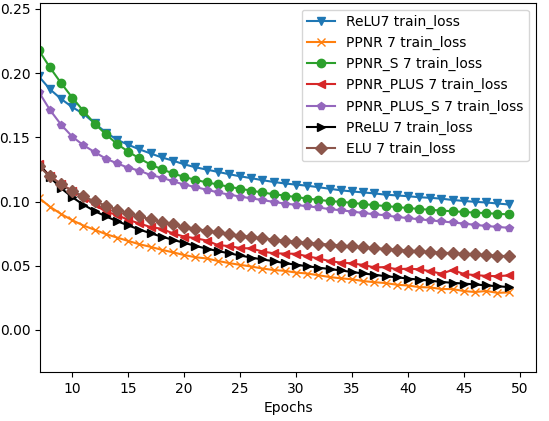 0.25
0.20
0.15
0.10
0.05
0.00
10 15 20 25 30 35 40 45 50
Epochs
ReLU7 train_loss
PPNR 7 train_loss
PPNR_S 7 train_loss
PPNR_PLUS 7 train_loss
PPNR_PLUS_S 7 train_loss
PReLU 7 train_loss
ELU 7 train_loss